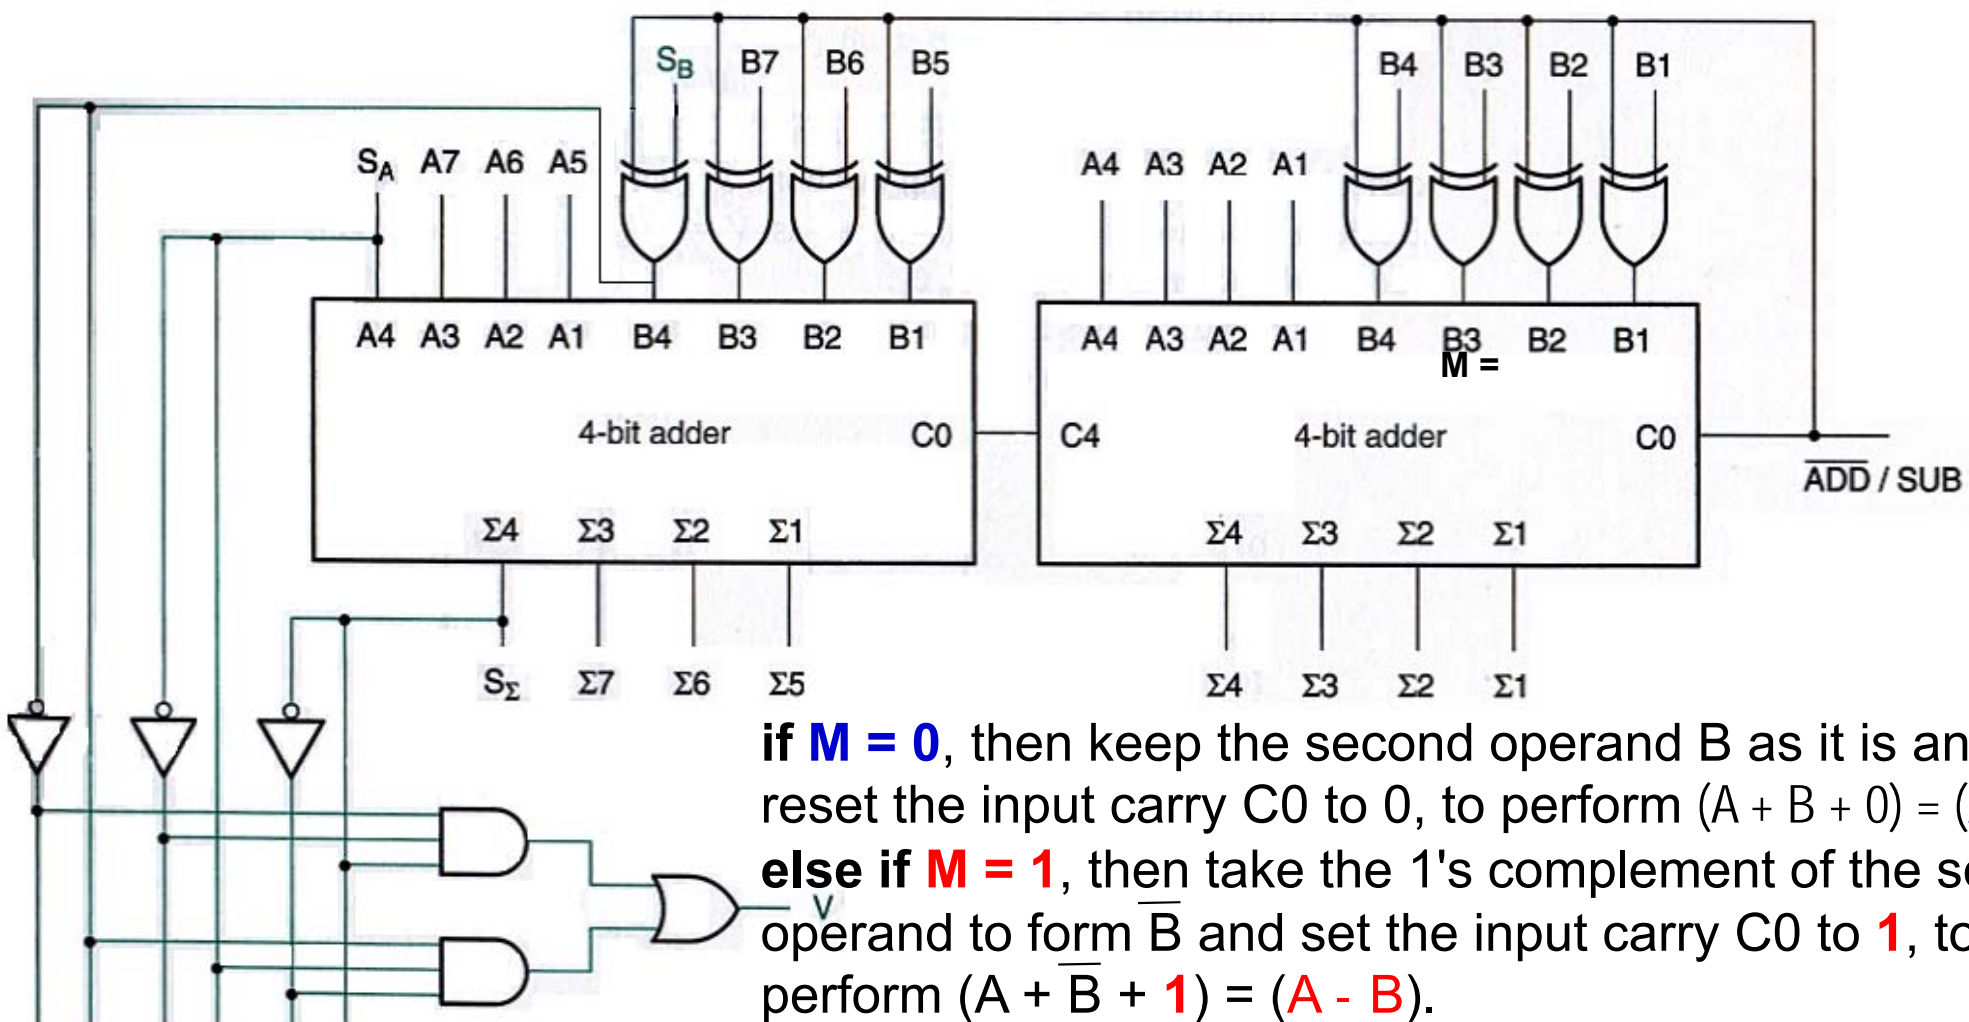 S_B B7 B6 B5 B4 B3 B2 B1
S_A A7 A6 A5 A4 A3 A2 A1
A4 A3 A2 A1 B4 B3 B2 B1 A4 A3 A2 A1 B4 B3 B2 B1
M =
4-bit adder C0 C4 4-bit adder C0
A̅D̅D̅ / SUB
Σ4 Σ3 Σ2 Σ1 Σ4 Σ3 Σ2 Σ1
S_Σ Σ7 Σ6 Σ5 Σ4 Σ3 Σ2 Σ1
if M = 0, then keep the second operand B as it is an
reset the input carry C0 to 0, to perform (A + B + 0) = (
else if M = 1, then take the 1's complement of the
V
operand to form B̅ and set the input carry C0 to 1, to
perform (A + B̅ + 1) = (A - B).